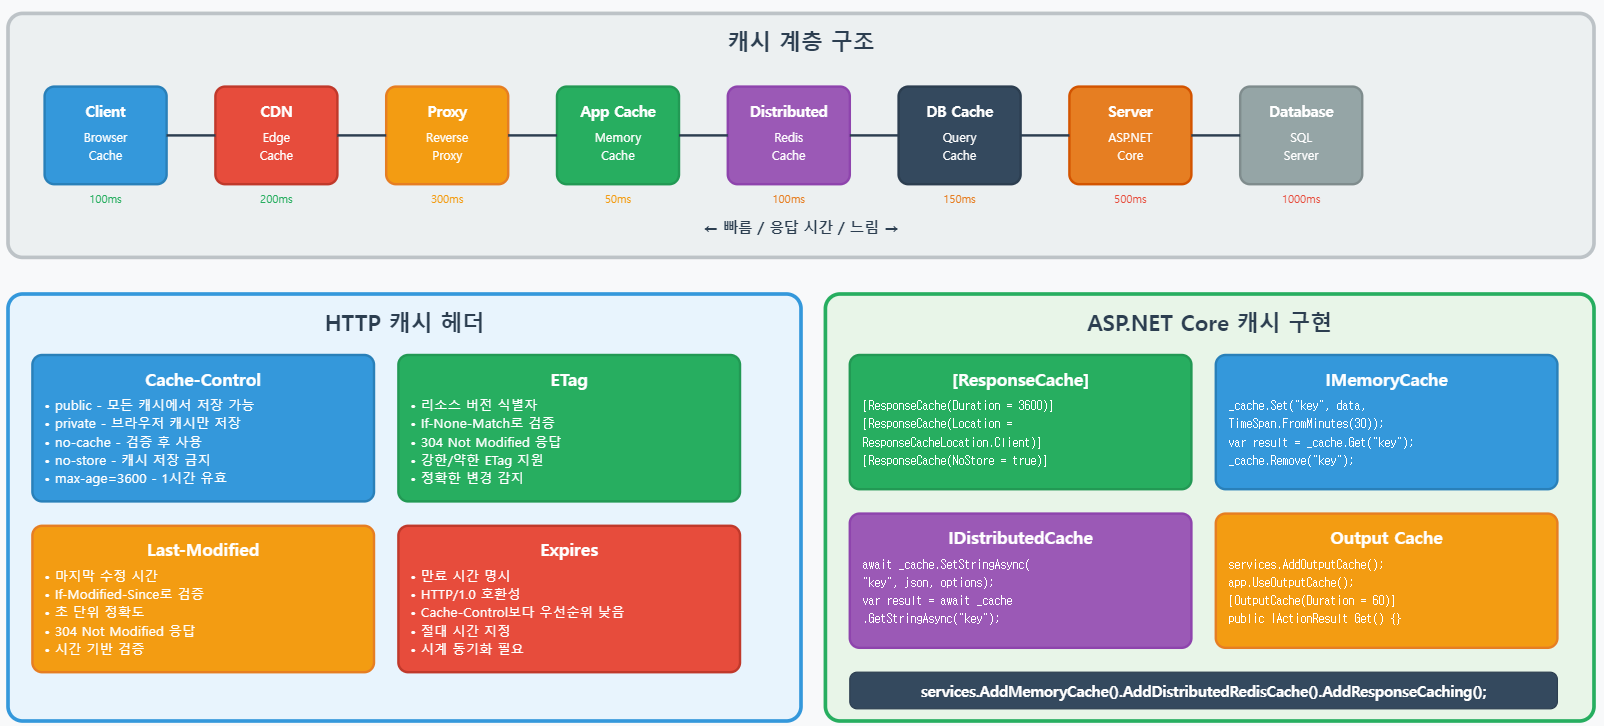 캐시 계층 구조
Client
Browser
Cache
100ms
CDN
Edge
Cache
200ms
Proxy
Reverse
Proxy
300ms
App Cache
Memory
Cache
50ms
Distributed
Redis
Cache
100ms
DB Cache
Query
Cache
150ms
Server
ASP.NET
Core
500ms
Database
SQL
Server
1000ms
← 빠름 / 응답 시간 / 느림 →
HTTP 캐시 헤더
Cache-Control
• public - 모든 캐시에서 저장 가능
• private - 브라우저 캐시만 저장
• no-cache - 검증 후 사용
• no-store - 캐시 저장 금지
• max-age=3600 - 1시간 유효
ETag
• 리소스 버전 식별자
• If-None-Match로 검증
• 304 Not Modified 응답
• 강한/약한 ETag 지원
• 정확한 변경 감지
Last-Modified
• 마지막 수정 시간
• If-Modified-Since로 검증
• 초 단위 정확도
• 304 Not Modified 응답
• 시간 기반 검증
Expires
• 만료 시간 명시
• HTTP/1.0 호환성
• Cache-Control보다 우선순위 낮음
• 절대 시간 지정
• 시계 동기화 필요
ASP.NET Core 캐시 구현
[ResponseCache]
[ResponseCache(Duration = 3600)]
[ResponseCache(Location =
ResponseCacheLocation.Client)]
[ResponseCache(NoStore = true)]
IMemoryCache
_cache.Set("key", data,
TimeSpan.FromMinutes(30));
var result = _cache.Get("key");
_cache.Remove("key");
IDistributedCache
await _cache.SetStringAsync(
"key", json, options);
var result = await _cache
.GetStringAsync("key");
Output Cache
services.AddOutputCache();
app.UseOutputCache();
[OutputCache(Duration = 60)]
public IActionResult Get() {}
services.AddMemoryCache().AddDistributedRedisCache().AddResponseCaching();